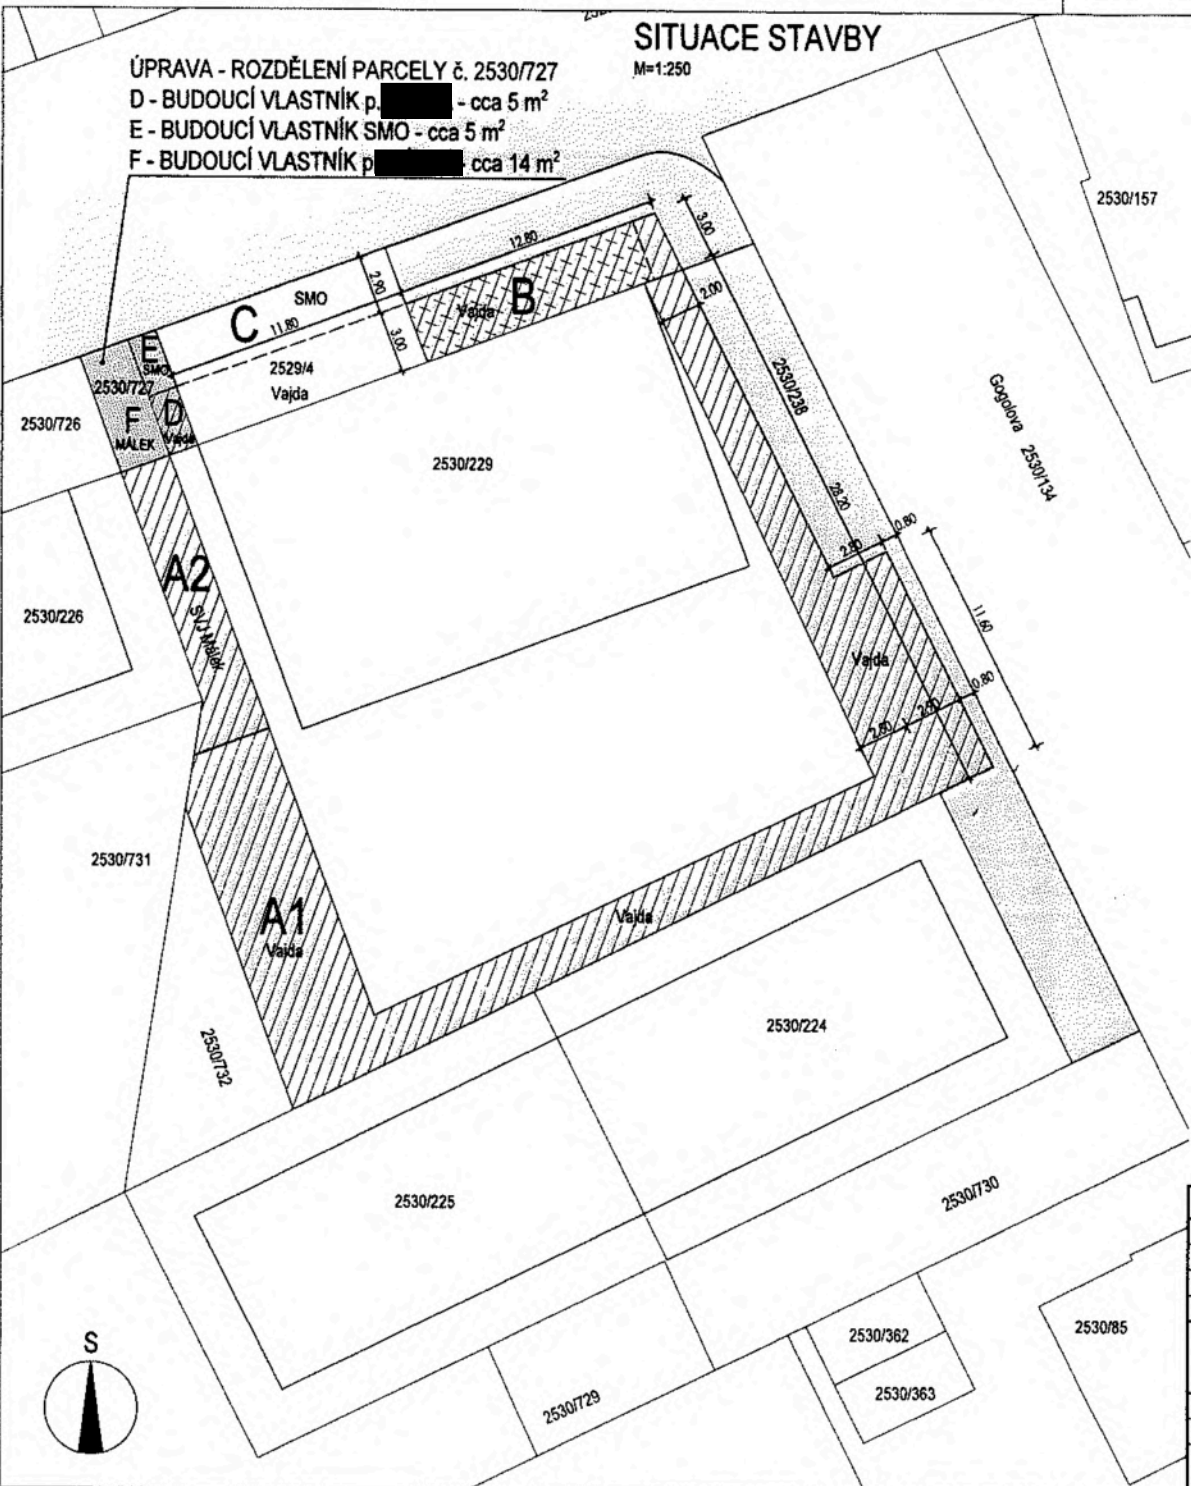 SITUACE STAVBY
M=1:250
ÚPRAVA - ROZDĚLENÍ PARCELY č. 2530/727
D - BUDOUCÍ VLASTNÍK p. - cca 5 m²
E - BUDOUCÍ VLASTNÍK SMO - cca 5 m²
F - BUDOUCÍ VLASTNÍK p - cca 14 m²
2530/157
3.00
12.80
2.90
SMO
B
Vajda
C
11.80
2.00
3.00
E
SMO
2529/4
Vajda
2530/727
2530/238
D
Vajda
F
MÁLEK
2530/726
Gogolova 2530/134
2530/229
28.20
0.80
2.80
A2
SVJ Málek
2530/226
11.60
Vajda
0.80
2.50
2.60
2530/731
A1
Vajda
Vajda
2530/224
2530/732
2530/225
2530/730
S
2530/362
2530/85
2530/363
2530/729